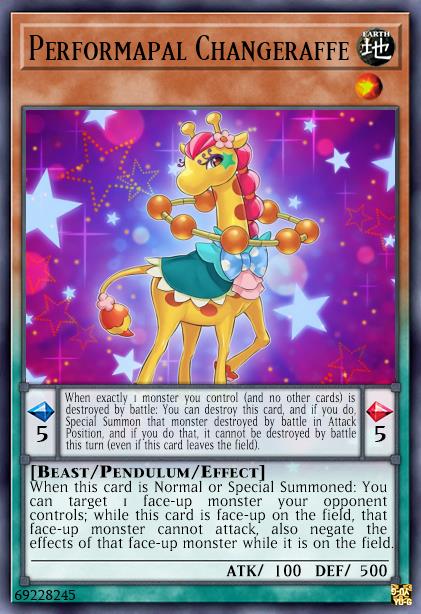 PERFORMAPAL CHANGERAFFE
EARTH
地
When exactly 1 monster you control (and no other cards) is
destroyed by battle: You can destroy this card, and if you do,
Special Summon that monster destroyed by battle in Attack
Position, and if you do that, it cannot be destroyed by battle
this turn (even if this card leaves the field).
5
5
[BEAST/PENDULUM/EFFECT]
When this card is Normal or Special Summoned: You
can target 1 face-up monster your opponent
controls; while this card is face-up on the field, that
face-up monster cannot attack, also negate the
effects of that face-up monster while it is on the field.
ATK/ 100 DEF/ 500
69228245